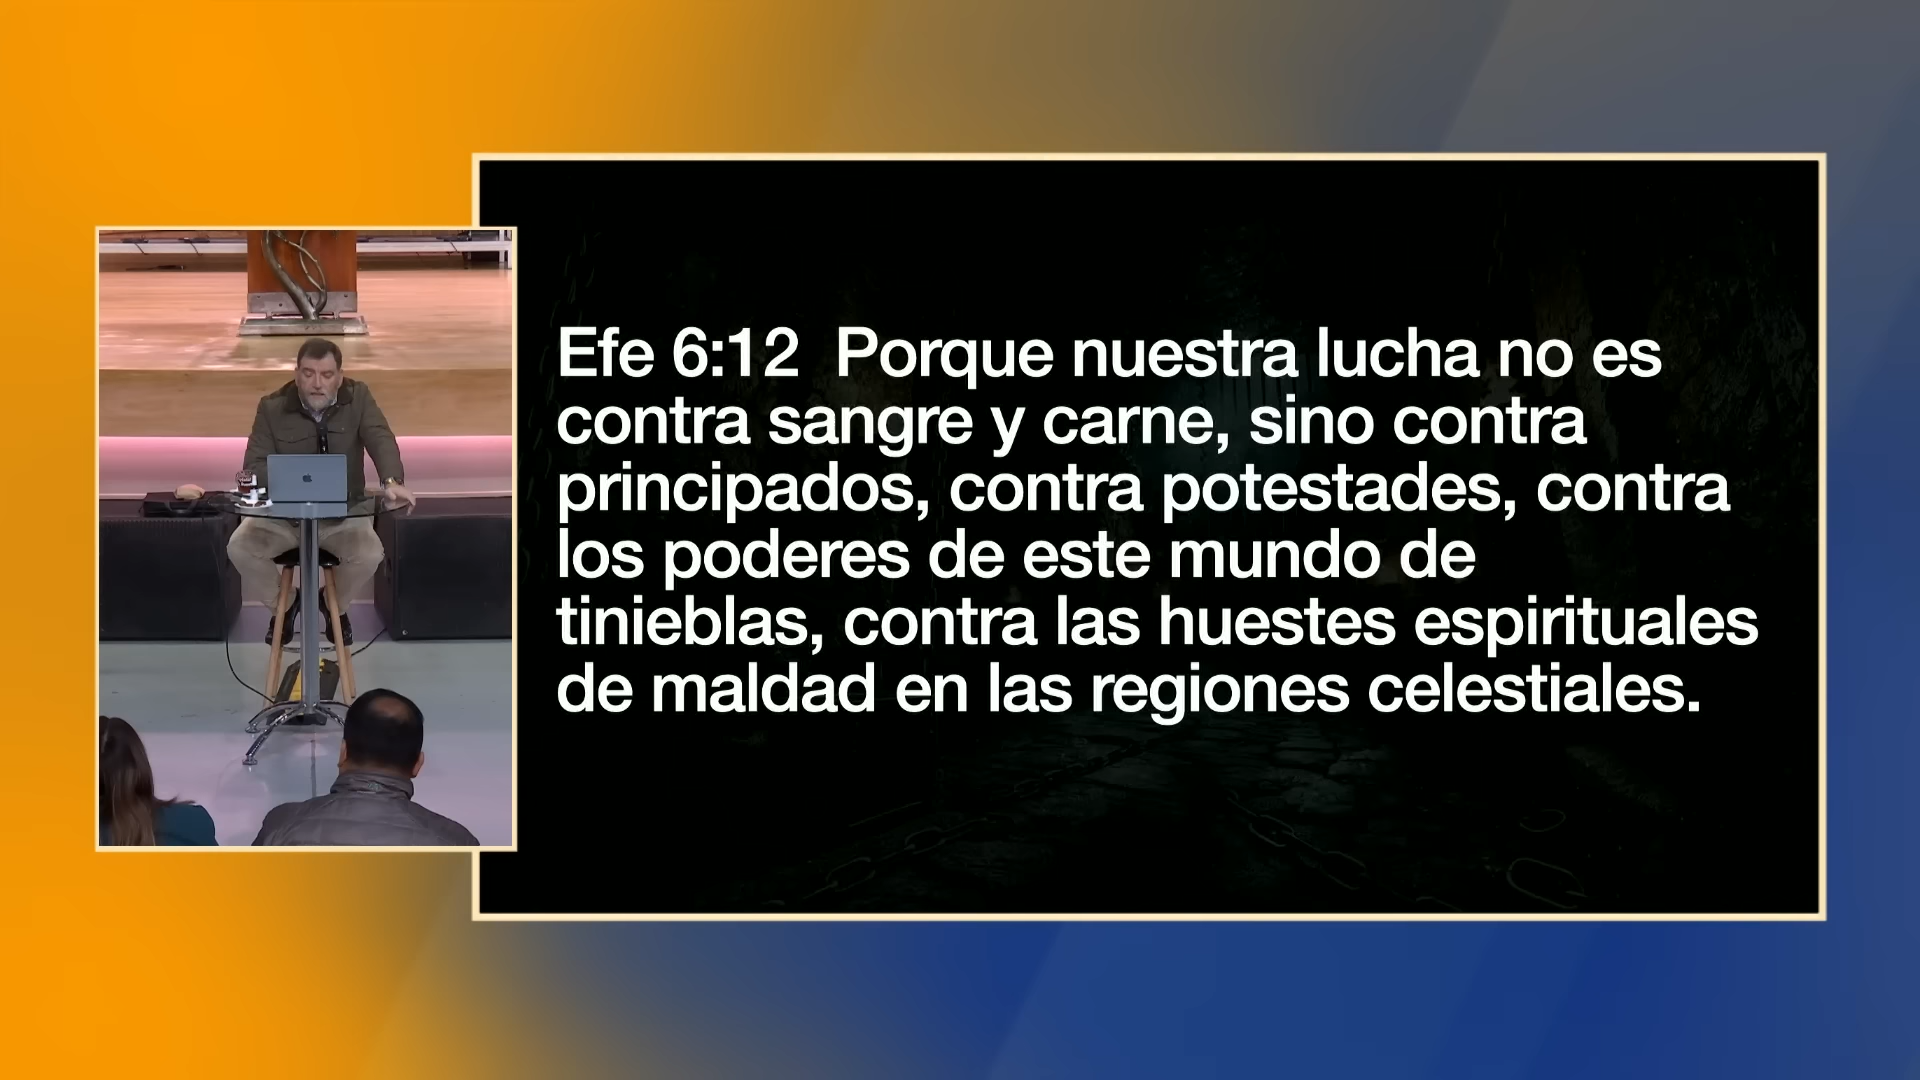 Efe 6:12  Porque nuestra lucha no es
contra sangre y carne, sino contra
principados, contra potestades, contra
los poderes de este mundo de
tinieblas, contra las huestes espirituales
de maldad en las regiones celestiales.